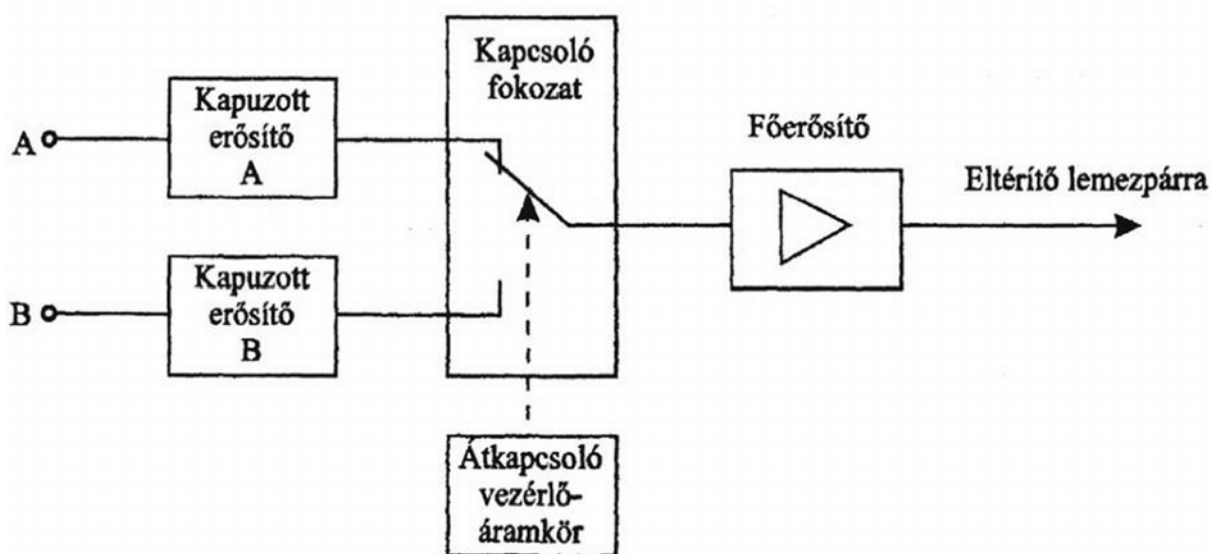 A
Kapuzott
erősítő
A
B
Kapuzott
erősítő
B
Kapcsoló
fokozat
Átkapcsoló
vezérlő-
áramkör
Főerősítő
Eltérítő lemezpárra